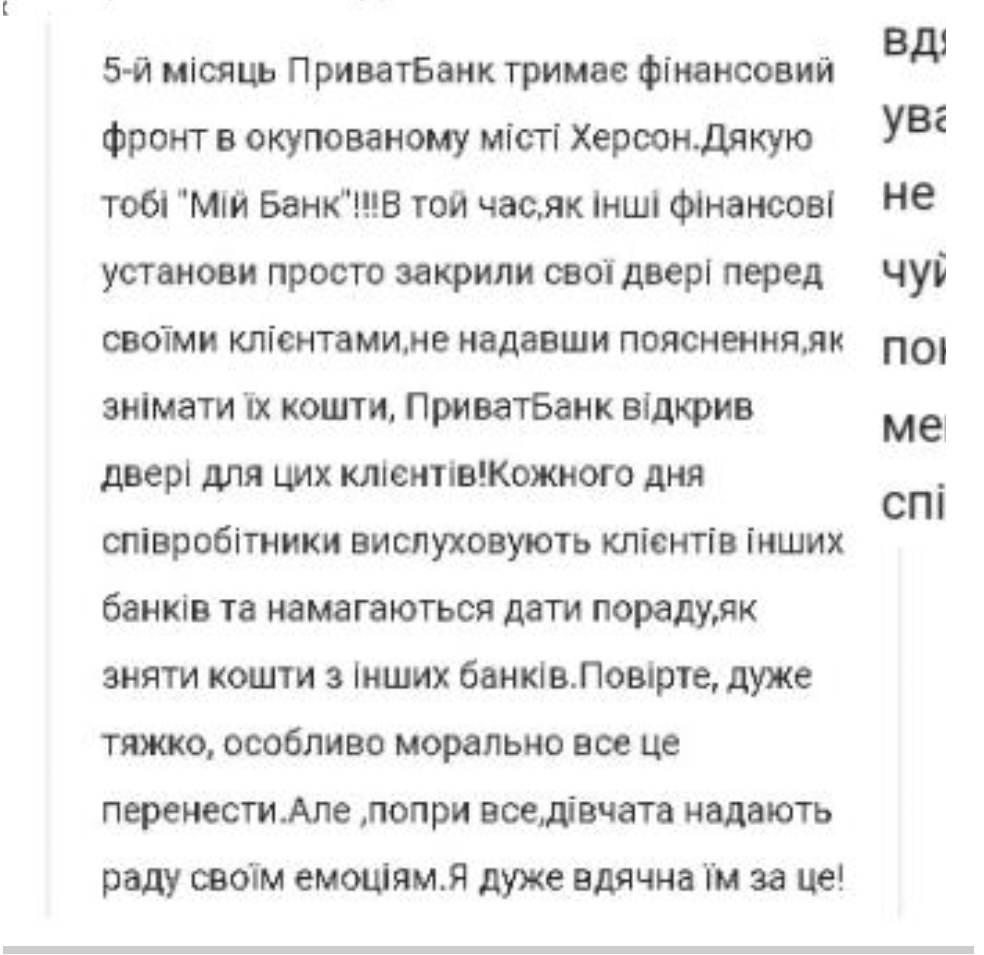 5-й місяць ПриватБанк тримає фінансовий
фронт в окупованому місті Херсон.Дякую
тобі "Мій Банк"!!!В той час,як інші фінансові
установи просто закрили свої двері перед
своїми клієнтами,не надавши пояснення,як
знімати їх кошти, ПриватБанк відкрив
двері для цих клієнтів!Кожного дня
співробітники вислуховують клієнтів інших
банків та намагаються дати пораду,як
зняти кошти з інших банків.Повірте, дуже
тяжко, особливо морально все це
перенести.Але ,попри все,дівчата надають
раду своїм емоціям.Я дуже вдячна їм за це!
не